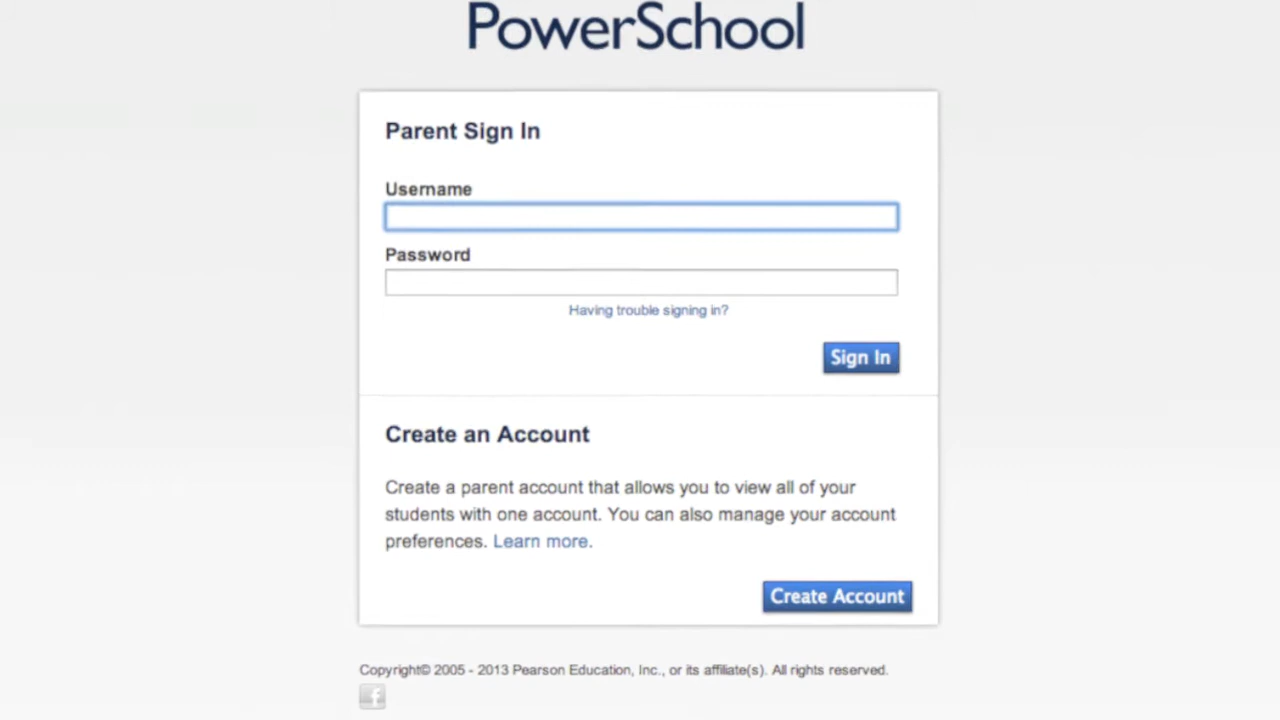 PowerSchool
Parent Sign In
Username
Password
Having trouble signing in?
Sign In
Create an Account
Create a parent account that allows you to view all of your
students with one account. You can also manage your account
preferences. Learn more.
Create Account
Copyright© 2005 - 2013 Pearson Education, Inc., or its affiliate(s). All rights reserved.
f